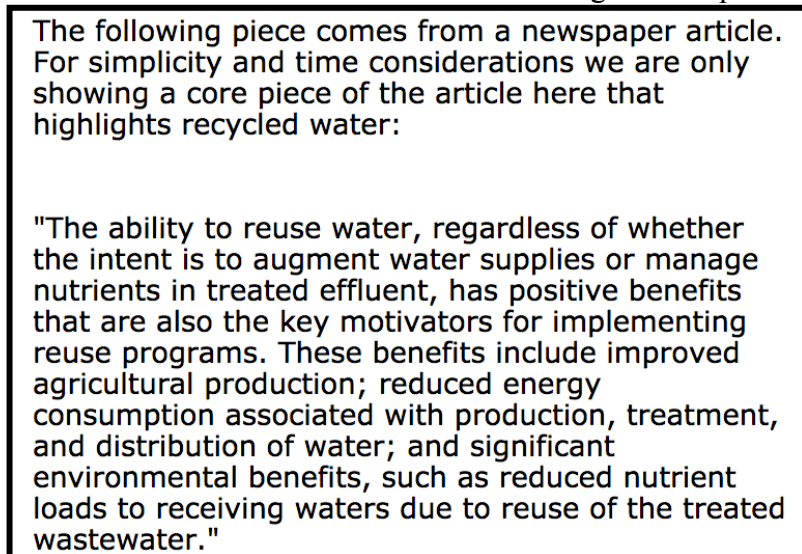 The following piece comes from a newspaper article.
For simplicity and time considerations we are only
showing a core piece of the article here that
highlights recycled water:
"The ability to reuse water, regardless of whether
the intent is to augment water supplies or manage
nutrients in treated effluent, has positive benefits
that are also the key motivators for implementing
reuse programs. These benefits include improved
agricultural production; reduced energy
consumption associated with production, treatment,
and distribution of water; and significant
environmental benefits, such as reduced nutrient
loads to receiving waters due to reuse of the treated
wastewater."